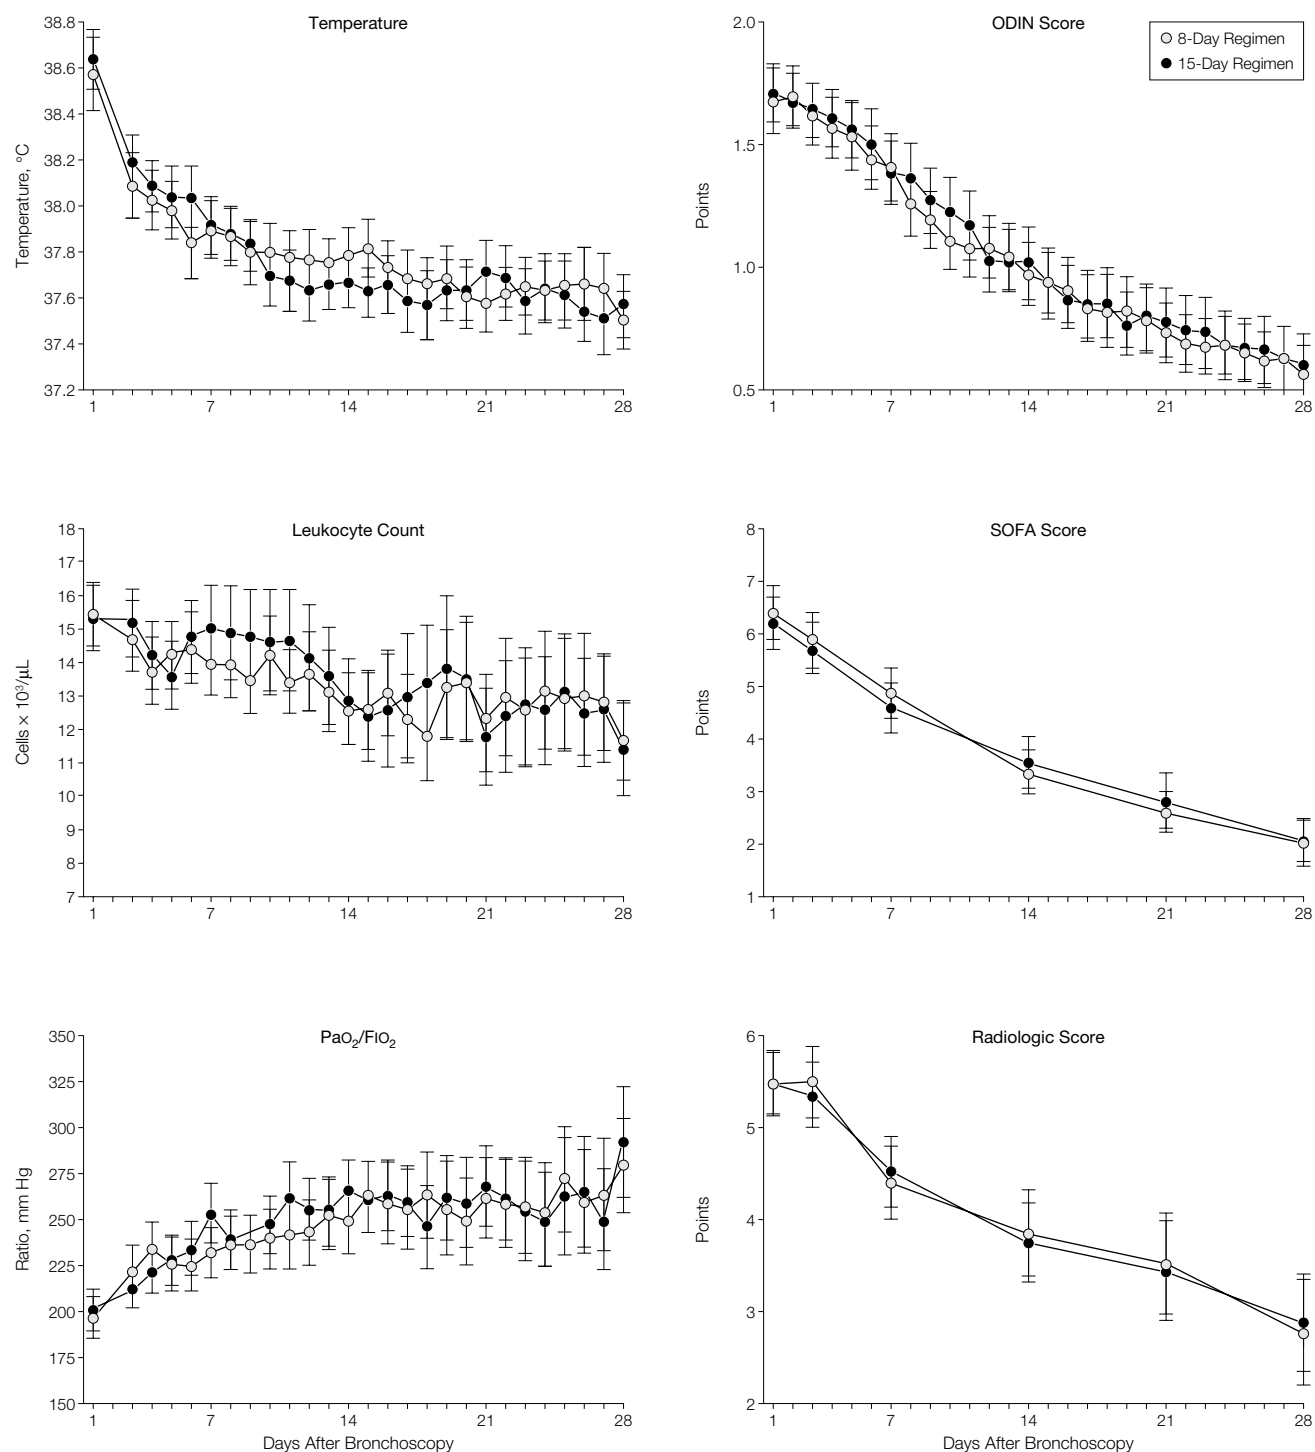 Temperature
38.8
38.6
38.4
38.2
38.0
37.8
37.6
37.4
37.2
Temperature, °C
1 7 14 21 28
ODIN Score
8-Day Regimen
15-Day Regimen
2.0
1.5
1.0
0.5
Points
1 7 14 21 28
Leukocyte Count
18
17
16
15
14
13
12
11
10
9
8
7
Cells × 10³/µL
1 7 14 21 28
SOFA Score
8
7
6
5
4
3
2
1
Points
1 7 14 21 28
PaO₂/FIO₂
350
325
300
275
250
225
200
175
150
Ratio, mm Hg
1 7 14 21 28
Days After Bronchoscopy
Radiologic Score
6
5
4
3
2
Points
1 7 14 21 28
Days After Bronchoscopy